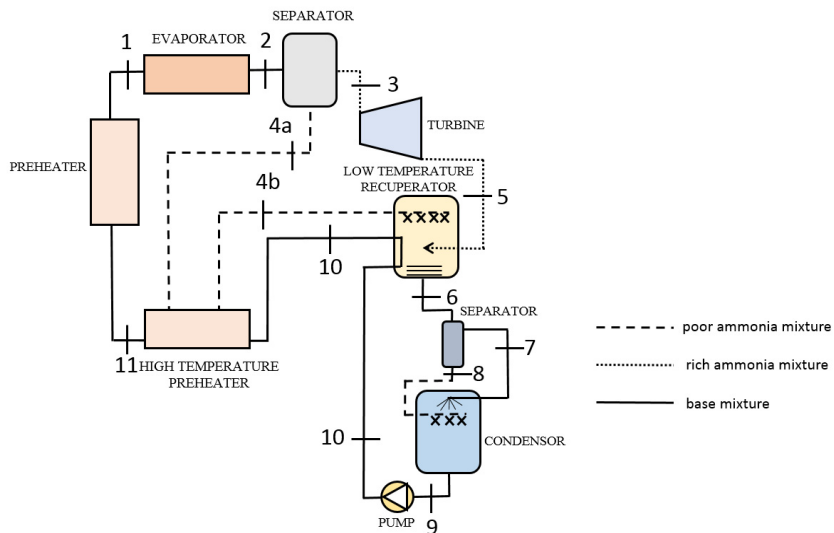 SEPARATOR
EVAPORATOR
1
2
3
4a
TURBINE
PREHEATER
LOW TEMPERATURE
RECUPERATOR
4b
5
10
6
SEPARATOR
7
8
11
HIGH TEMPERATURE
PREHEATER
10
CONDENSOR
PUMP
9
poor ammonia mixture
rich ammonia mixture
base mixture